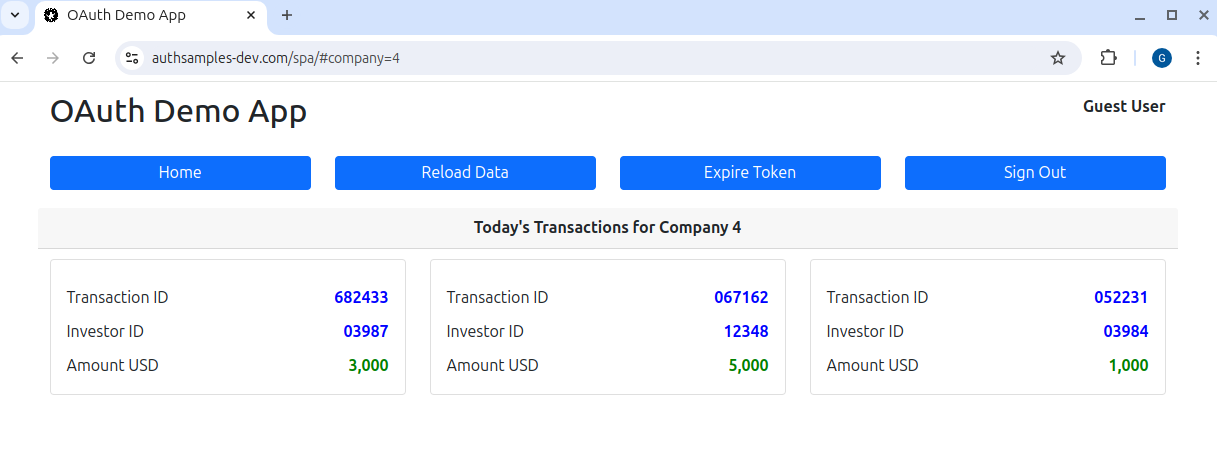 OAuth Demo App
authsamples-dev.com/spa/#company=4
G
OAuth Demo App
Guest User
Home
Reload Data
Expire Token
Sign Out
Today's Transactions for Company 4
Transaction ID 682433
Investor ID 03987
Amount USD 3,000
Transaction ID 067162
Investor ID 12348
Amount USD 5,000
Transaction ID 052231
Investor ID 03984
Amount USD 1,000